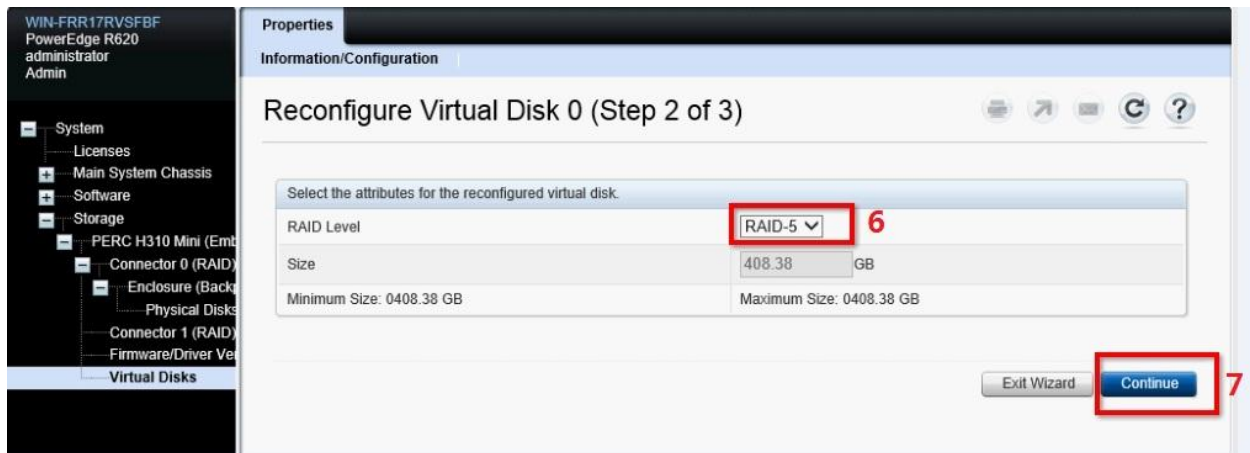 WIN-FRR17RVSFBF
PowerEdge R620
administrator
Admin
System
Licenses
Main System Chassis
Software
Storage
PERC H310 Mini (Emb
Connector 0 (RAID)
Enclosure (Back
Physical Disks
Connector 1 (RAID)
Firmware/Driver Ver
Virtual Disks
Properties
Information/Configuration
Reconfigure Virtual Disk 0 (Step 2 of 3)
Select the attributes for the reconfigured virtual disk.
RAID Level RAID-5 6
Size 408.38 GB
Minimum Size: 0408.38 GB Maximum Size: 0408.38 GB
Exit Wizard Continue 7